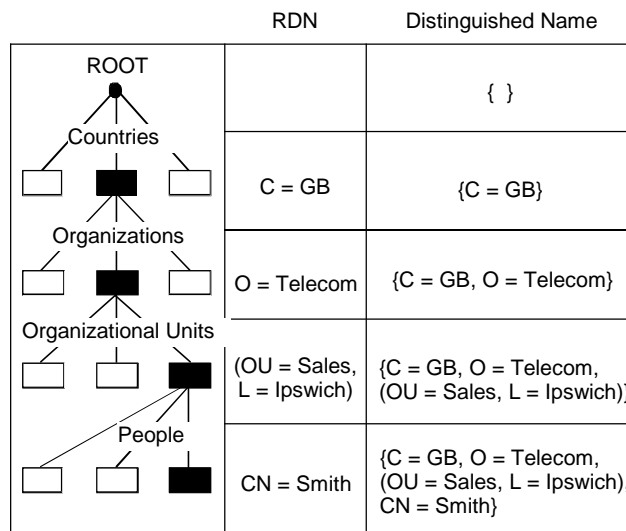 RDN
Distinguished Name
ROOT
{ }
Countries
C = GB
{C = GB}
Organizations
O = Telecom
{C = GB, O = Telecom}
Organizational Units
(OU = Sales,
L = Ipswich)
{C = GB, O = Telecom,
(OU = Sales, L = Ipswich)}
People
CN = Smith
{C = GB, O = Telecom,
(OU = Sales, L = Ipswich),
CN = Smith}